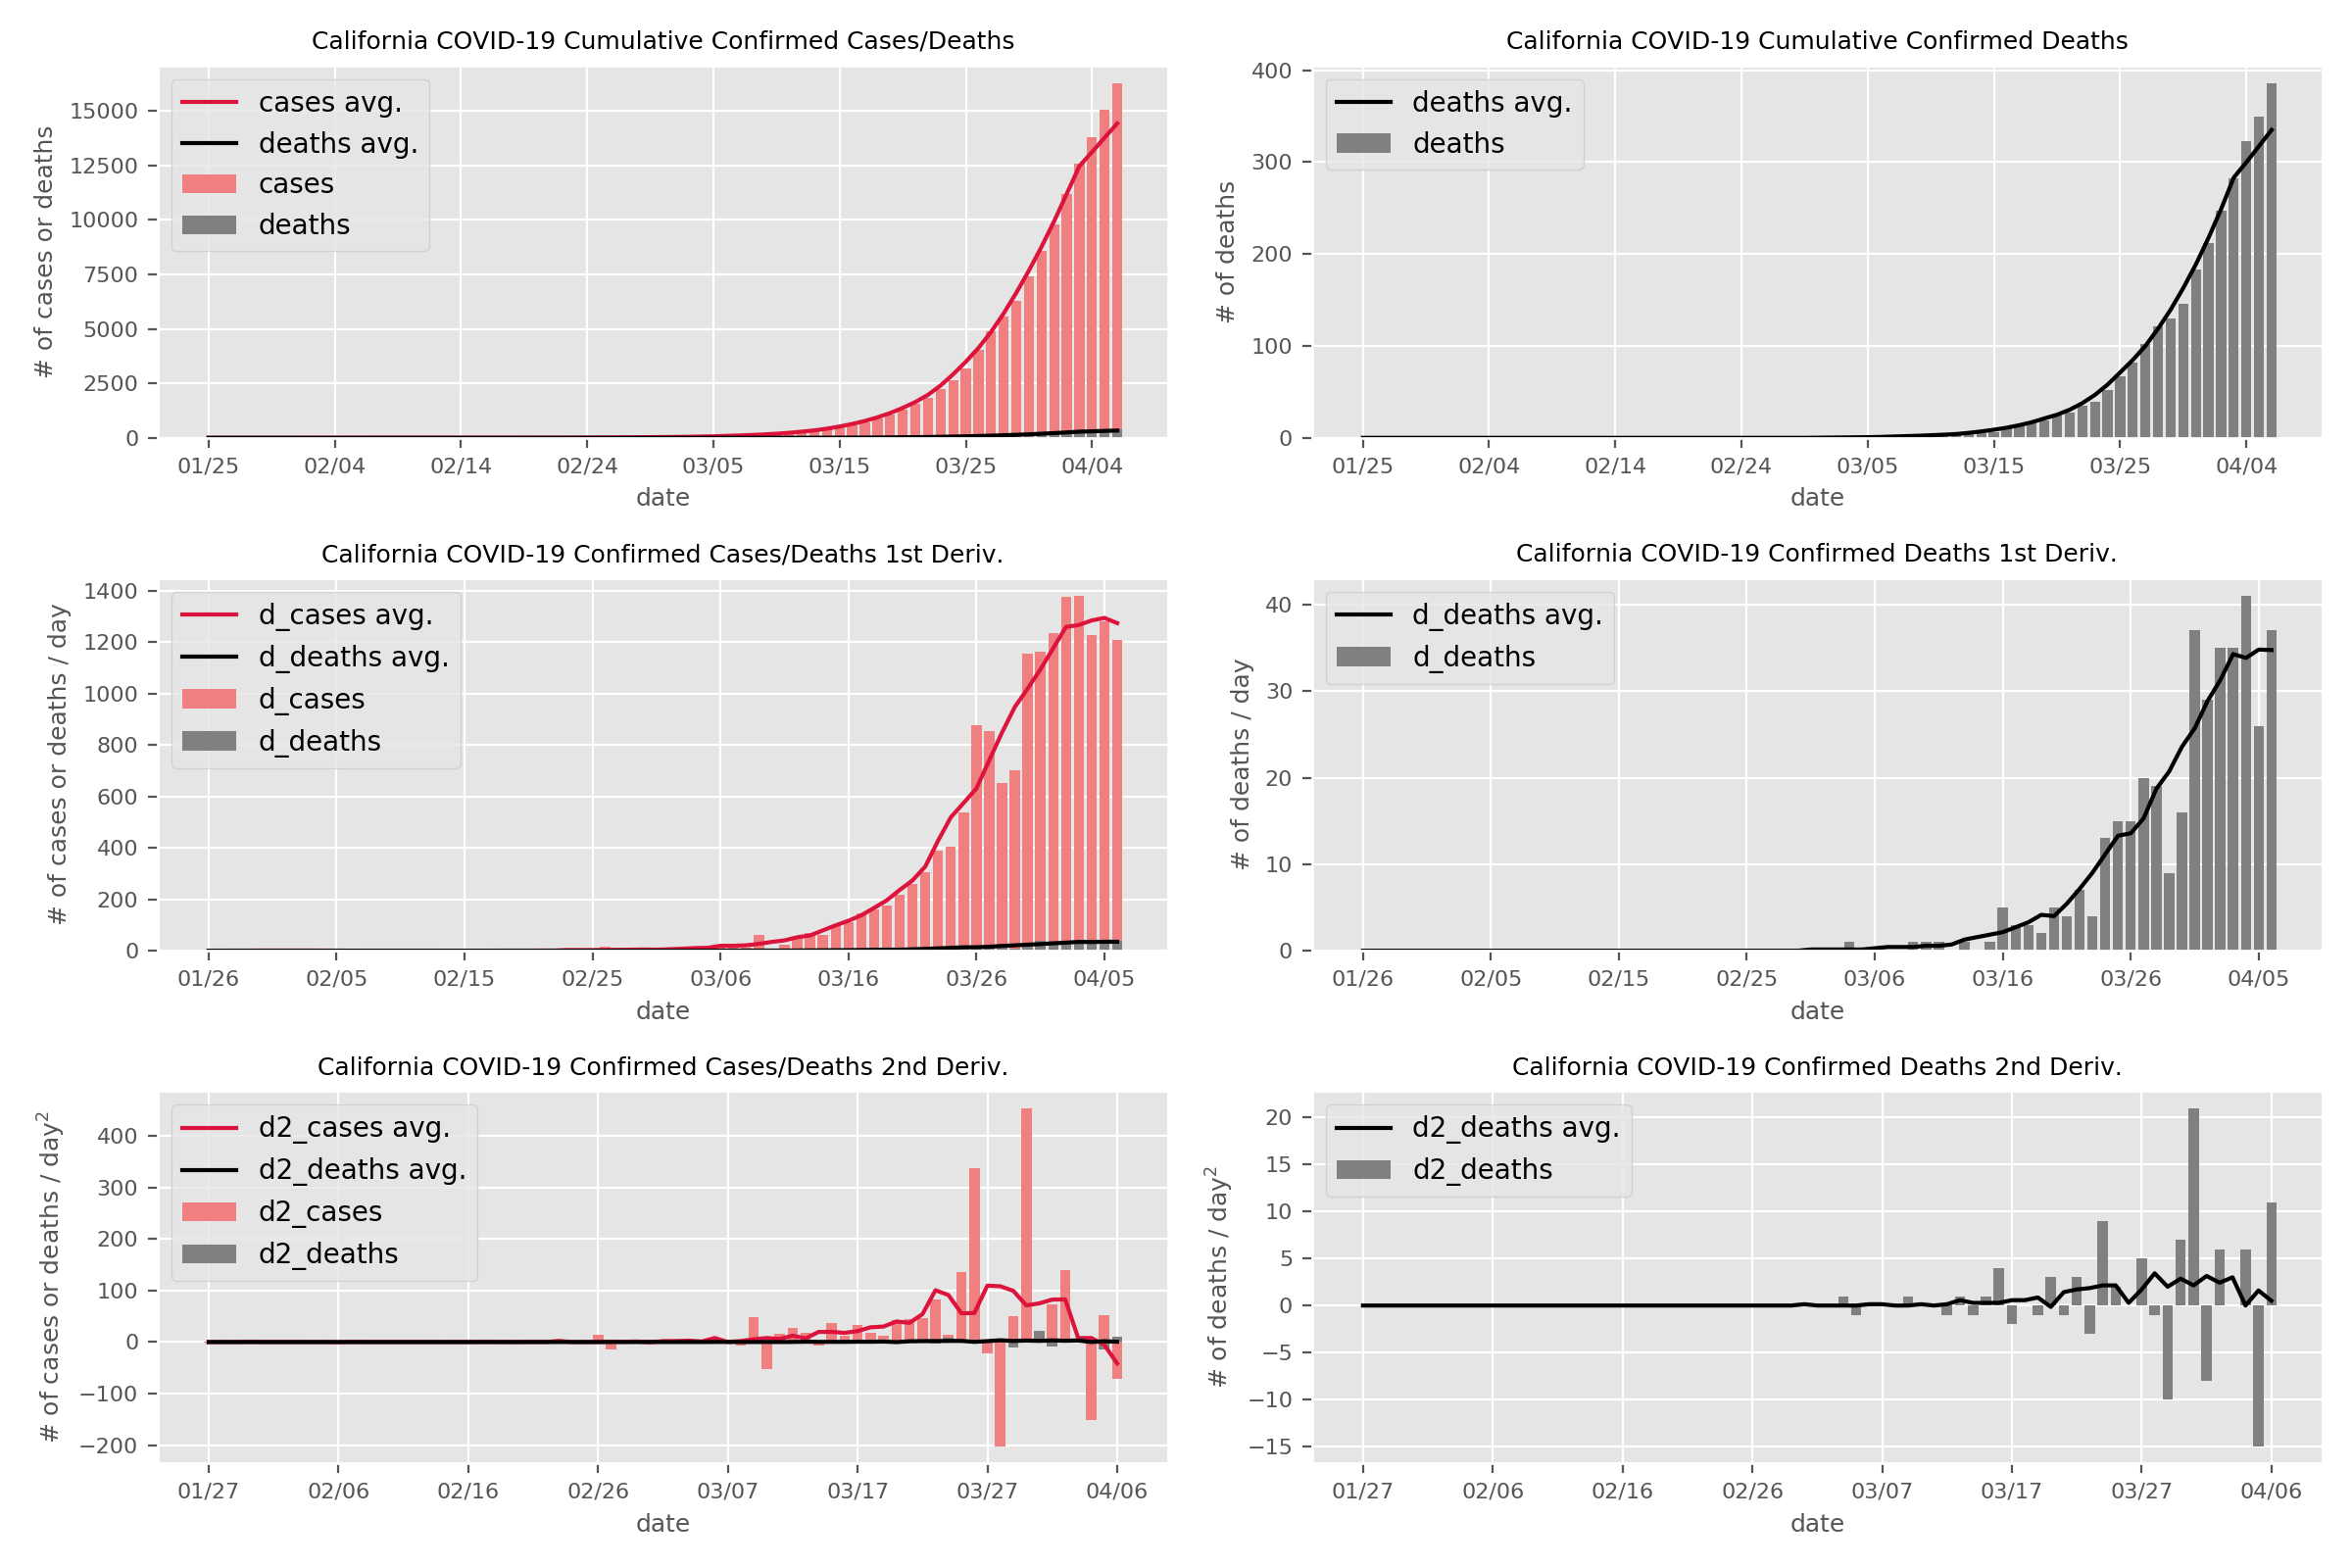 California COVID-19 Cumulative Confirmed Cases/Deaths
# of cases or deaths
15000
12500
10000
7500
5000
2500
0
cases avg.
deaths avg.
cases
deaths
01/25 02/04 02/14 02/24 03/05 03/15 03/25 04/04
date
California COVID-19 Cumulative Confirmed Deaths
# of deaths
400
300
200
100
0
deaths avg.
deaths
01/25 02/04 02/14 02/24 03/05 03/15 03/25 04/04
date
California COVID-19 Confirmed Cases/Deaths 1st Deriv.
# of cases or deaths / day
1400
1200
1000
800
600
400
200
0
d_cases avg.
d_deaths avg.
d_cases
d_deaths
01/26 02/05 02/15 02/25 03/06 03/16 03/26 04/05
date
California COVID-19 Confirmed Deaths 1st Deriv.
# of deaths / day
40
30
20
10
0
d_deaths avg.
d_deaths
01/26 02/05 02/15 02/25 03/06 03/16 03/26 04/05
date
California COVID-19 Confirmed Cases/Deaths 2nd Deriv.
# of cases or deaths / day²
400
300
200
100
0
−100
−200
d2_cases avg.
d2_deaths avg.
d2_cases
d2_deaths
01/27 02/06 02/16 02/26 03/07 03/17 03/27 04/06
date
California COVID-19 Confirmed Deaths 2nd Deriv.
# of deaths / day²
20
15
10
5
0
−5
−10
−15
d2_deaths avg.
d2_deaths
01/27 02/06 02/16 02/26 03/07 03/17 03/27 04/06
date